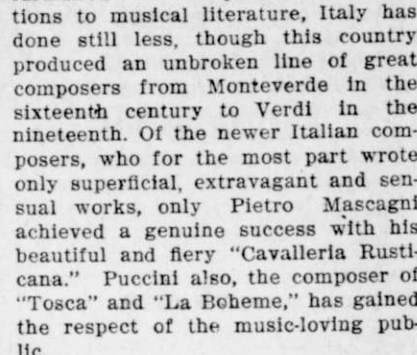 tions to musical literature, Italy has
done still less, though this country
produced an unbroken line of great
composers from Monteverde in the
sixteenth century to Verdi in the
nineteenth. Of the newer Italian com-
posers, who for the most part wrote
only superficial, extravagant and sen-
sual works, only Pietro Mascagni
achieved a genuine success with his
beautiful and fiery "Cavalleria Rusti-
cana." Puccini also, the composer of
"Tosca" and "La Boheme," has gained
the respect of the music-loving pub-
lic.